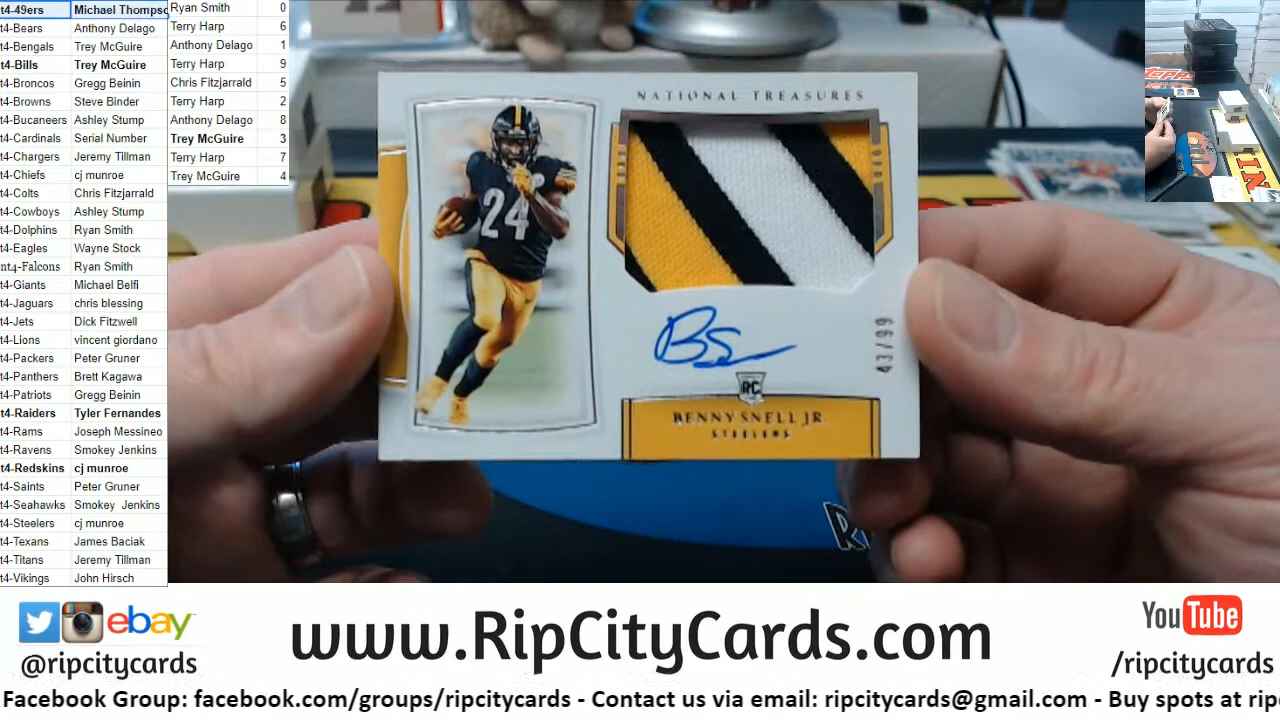 t4-49ers Michael Thompsc Ryan Smith 0
t4-Bears Anthony Delago Terry Harp 6
t4-Bengals Trey McGuire Anthony Delago 1
t4-Bills Trey McGuire Terry Harp 9
t4-Broncos Gregg Beinin Chris Fitzjarrald 5
t4-Browns Steve Binder Terry Harp 2
t4-Bucaneers Ashley Stump Anthony Delago 8
t4-Cardinals Serial Number Trey McGuire 3
t4-Chargers Jeremy Tillman Terry Harp 7
t4-Chiefs cj munroe Trey McGuire 4
t4-Colts Chris Fitzjarrald
t4-Cowboys Ashley Stump
t4-Dolphins Ryan Smith
t4-Eagles Wayne Stock
nt4-Falcons Ryan Smith
t4-Giants Michael Belfi
t4-Jaguars chris blessing
t4-Jets Dick Fitzwell
t4-Lions vincent giordano
t4-Packers Peter Gruner
t4-Panthers Brett Kagawa
t4-Patriots Gregg Beinin
t4-Raiders Tyler Fernandes
t4-Rams Joseph Messineo
t4-Ravens Smokey Jenkins
t4-Redskins cj munroe
t4-Saints Peter Gruner
t4-Seahawks Smokey Jenkins
t4-Steelers cj munroe
t4-Texans James Baciak
t4-Titans Jeremy Tillman
t4-Vikings John Hirsch
NATIONAL TREASURES
24
BS
43/99
RC
BENNY SNELL JR.
STEELERS
topps
ebay
@ripcitycards
www.RipCityCards.com
YouTube
/ripcitycards
Facebook Group: facebook.com/groups/ripcitycards - Contact us via email: ripcitycards@gmail.com - Buy spots at rip